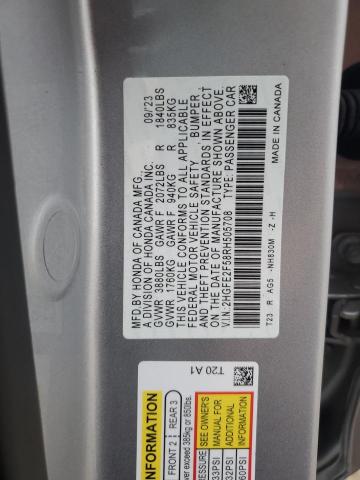 MFD. BY HONDA OF CANADA MFG. 09/23
A DIVISION OF HONDA CANADA INC.
GVWR 3880LBS GAWR F 2072LBS R 1840LBS
GVWR 1760KG GAWR F 940KG R 835KG
THIS VEHICLE CONFORMS TO ALL APPLICABLE
FEDERAL MOTOR VEHICLE SAFETY, BUMPER,
AND THEFT PREVENTION STANDARDS IN EFFECT
ON THE DATE OF MANUFACTURE SHOWN ABOVE.
V.I.N.:2HGFE2F58RH505708 TYPE: PASSENGER CAR
T23 R AG5 -NH830M -Z -H MADE IN CANADA
T20 A1
INFORMATION
FRONT 2 REAR 3
ver exceed 385kg or 850lbs.
PRESSURE SEE OWNER'S
MANUAL FOR
ADDITIONAL
INFORMATION
33PSI
32PSI
60PSI